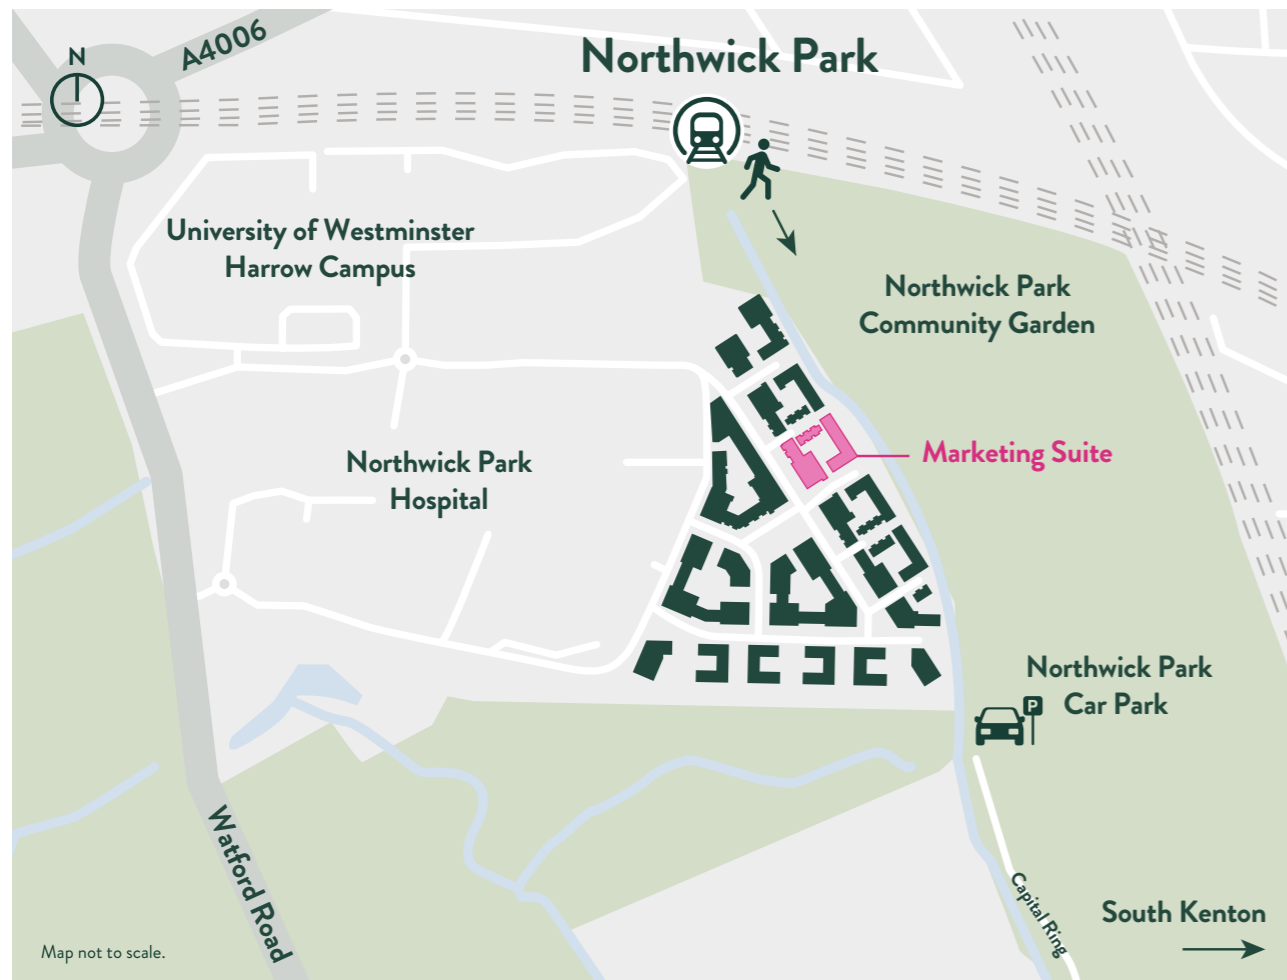 N
A4006
Northwick Park
University of Westminster
Harrow Campus
Northwick Park
Community Garden
Marketing Suite
Northwick Park
Hospital
Northwick Park
Car Park
P
Watford Road
Capital Ring
South Kenton
Map not to scale.